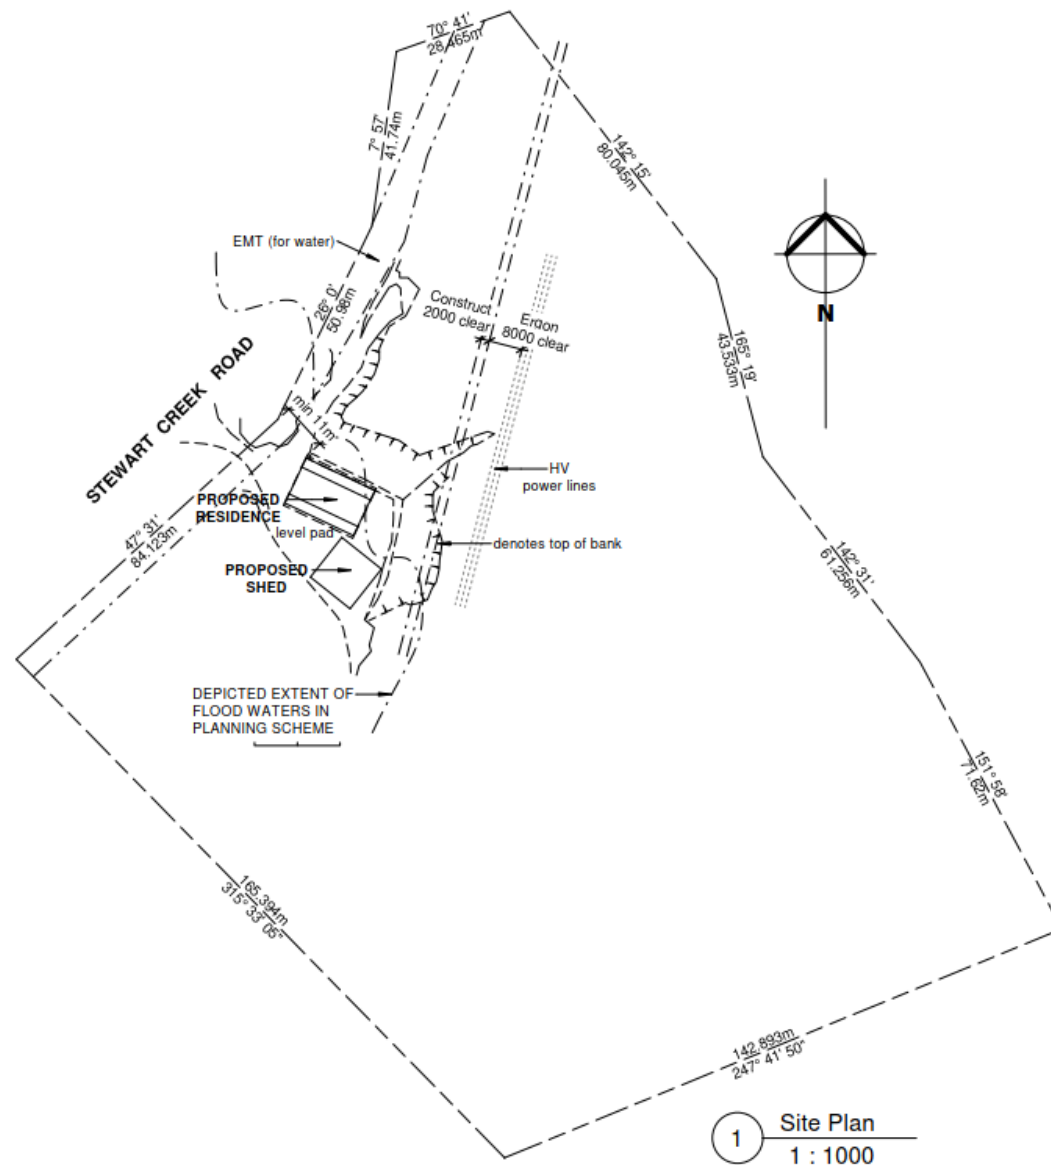 70° 41'
28.465m
7° 57'
41.74m
142° 15'
80.045m
EMT (for water)
26° 0'
50.98m
Construct
2000 clear
Ergon
8000 clear
N
165° 19'
43.533m
STEWART CREEK ROAD
min 11m
HV
power lines
PROPOSED
RESIDENCE
level pad
denotes top of bank
47° 31'
84.123m
PROPOSED
SHED
142° 31'
61.256m
DEPICTED EXTENT OF
FLOOD WATERS IN
PLANNING SCHEME
151° 58'
71.62m
165.394m
315° 33' 05"
142.893m
247° 41' 50"
1
Site Plan
1 : 1000